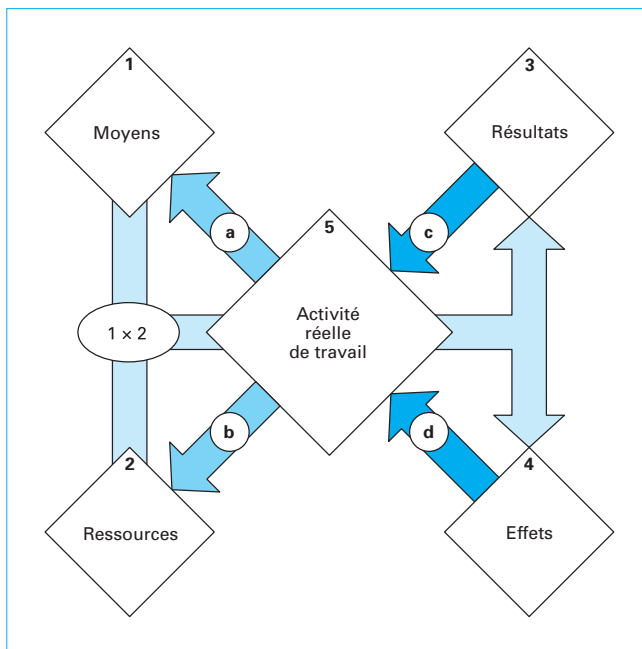 1
Moyens
3
Résultats
a
5
c
Activité
réelle
de travail
1 × 2
b
d
2
Ressources
4
Effets